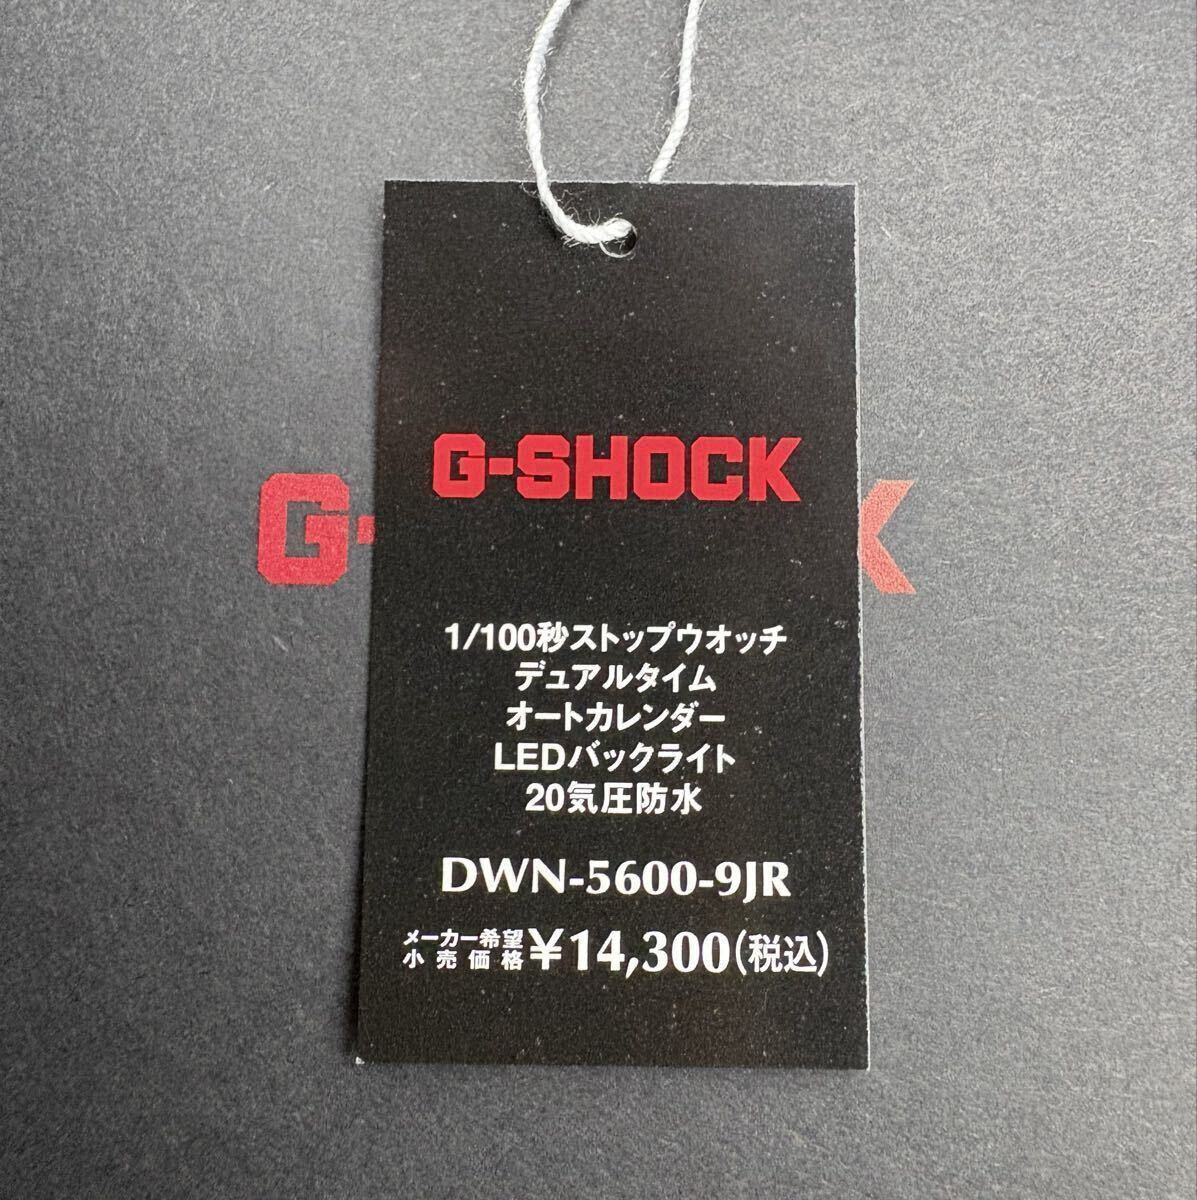 G-SHOCK
G-
K
1/100秒ストップウオッチ
デュアルタイム
オートカレンダー
LEDバックライト
20気圧防水
DWN-5600-9JR
メーカー希望
小売価格 ¥14,300(税込)